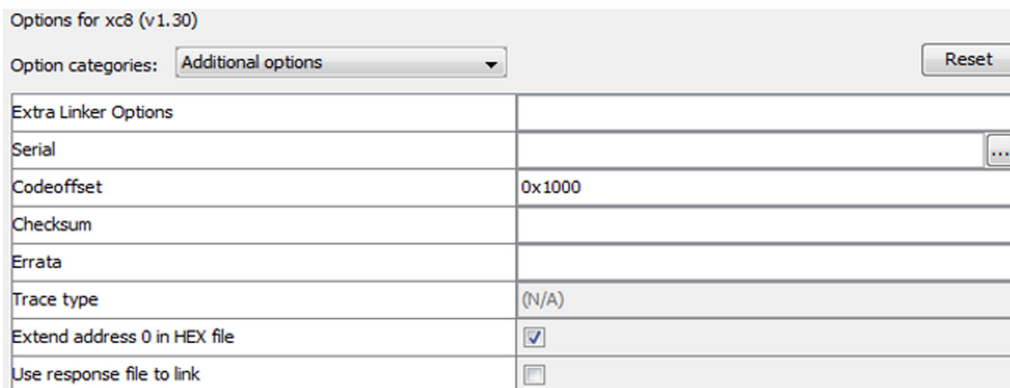 Options for xc8 (v1.30)
Option categories: Additional options Reset
Extra Linker Options
Serial ...
Codeoffset 0x1000
Checksum
Errata
Trace type (N/A)
Extend address 0 in HEX file
Use response file to link